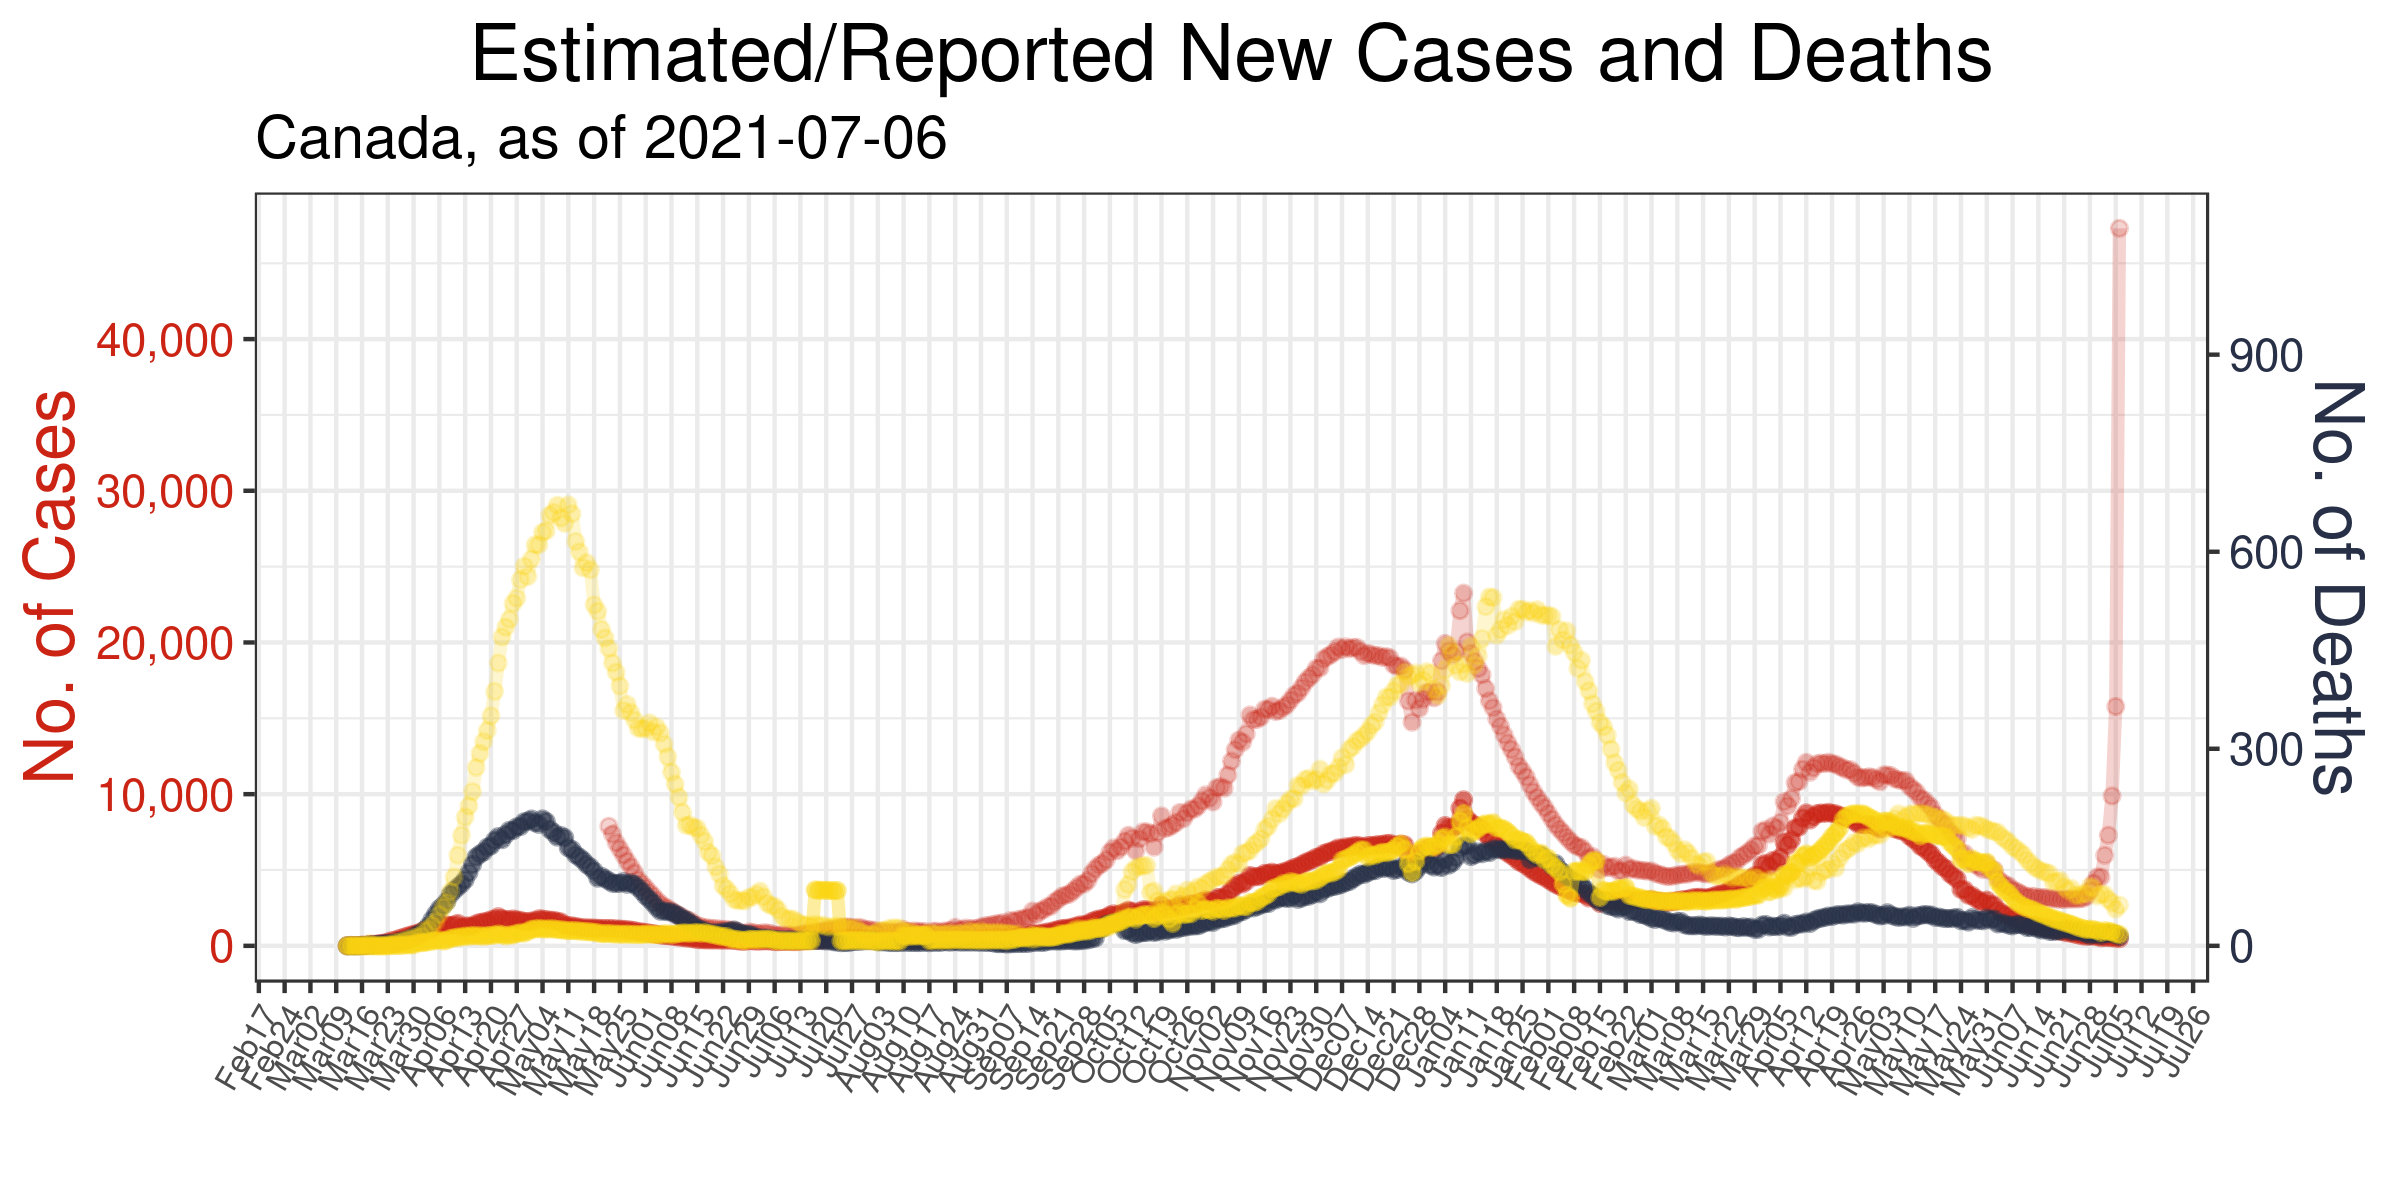 Estimated/Reported New Cases and Deaths
Canada, as of 2021-07-06
No. of Cases
40,000
30,000
20,000
10,000
0
900
600
300
0
No. of Deaths
Feb17
Feb24
Mar02
Mar09
Mar16
Mar23
Mar30
Apr06
Apr13
Apr20
Apr27
May04
May11
May18
May25
Jun01
Jun08
Jun15
Jun22
Jun29
Jul06
Jul13
Jul20
Jul27
Aug03
Aug10
Aug17
Aug24
Aug31
Sep07
Sep14
Sep21
Sep28
Oct05
Oct12
Oct19
Oct26
Nov02
Nov09
Nov16
Nov23
Nov30
Dec07
Dec14
Dec21
Dec28
Jan04
Jan11
Jan18
Jan25
Feb01
Feb08
Feb15
Feb22
Mar01
Mar08
Mar15
Mar22
Mar29
Apr05
Apr12
Apr19
Apr26
May03
May10
May17
May24
May31
Jun07
Jun14
Jun21
Jun28
Jul05
Jul12
Jul19
Jul26